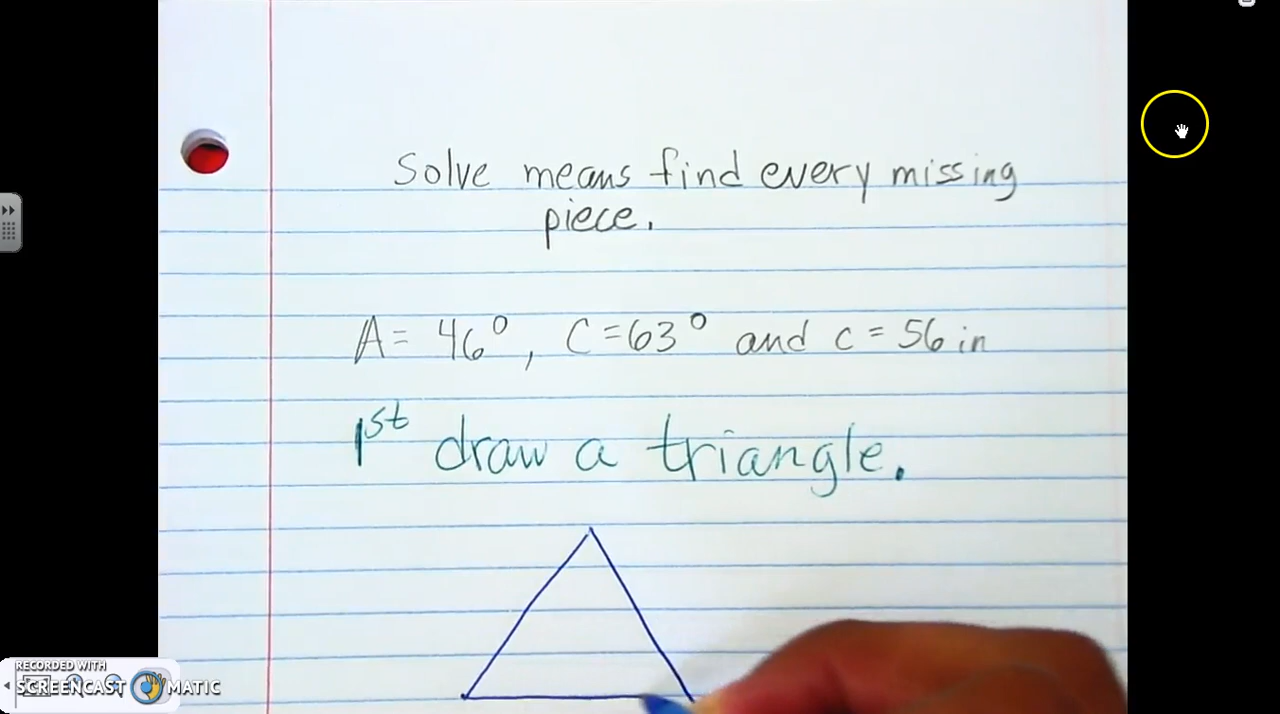 Solve means find every missing
piece.
A = 46°, C = 63° and c = 56 in
1st draw a triangle.
RECORDED WITH
SCREENCAST MATIC